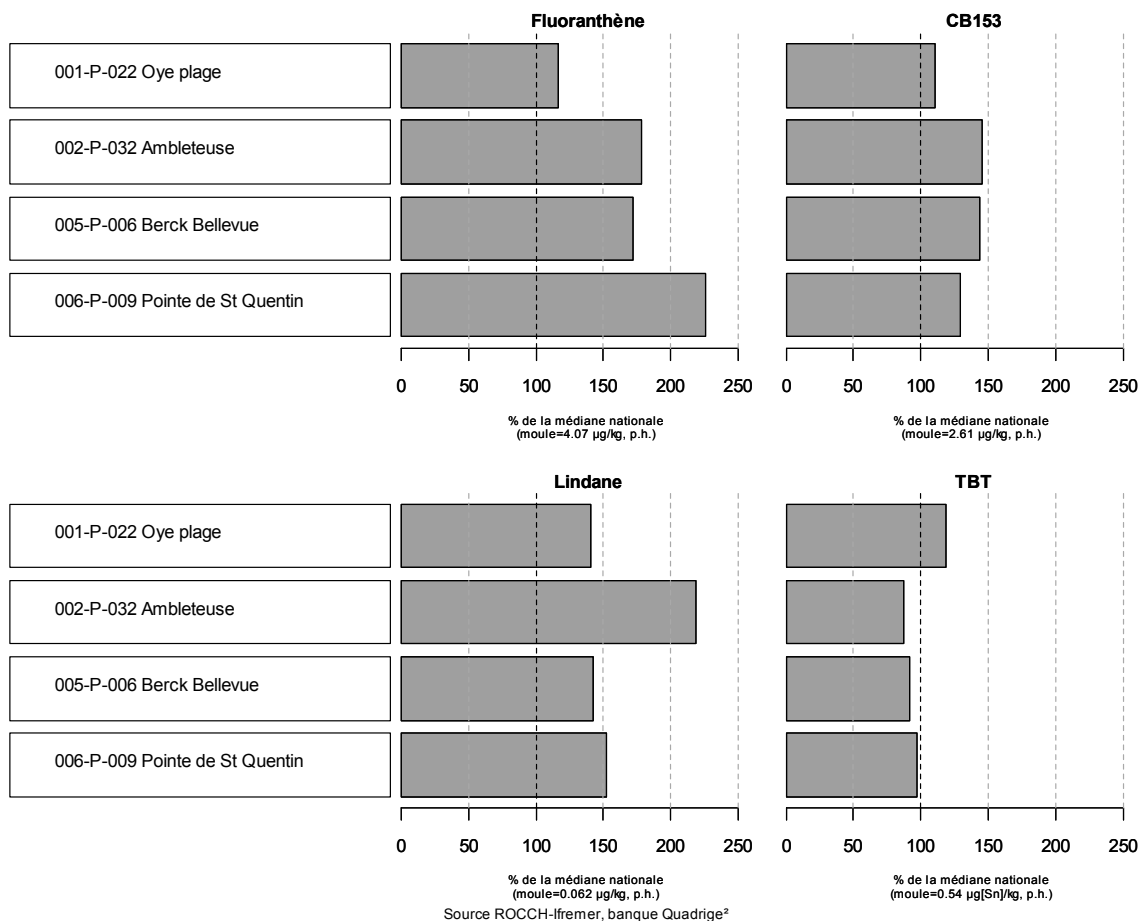 Fluoranthène CB153
001-P-022 Oye plage
002-P-032 Ambleteuse
005-P-006 Berck Bellevue
006-P-009 Pointe de St Quentin
0 50 100 150 200 250 0 50 100 150 200 250
% de la médiane nationale % de la médiane nationale
(moule=4.07 µg/kg, p.h.) (moule=2.61 µg/kg, p.h.)
Lindane TBT
001-P-022 Oye plage
002-P-032 Ambleteuse
005-P-006 Berck Bellevue
006-P-009 Pointe de St Quentin
0 50 100 150 200 250 0 50 100 150 200 250
% de la médiane nationale % de la médiane nationale
(moule=0.062 µg/kg, p.h.) (moule=0.54 µg[Sn]/kg, p.h.)
Source ROCCH-Ifremer, banque Quadrige²